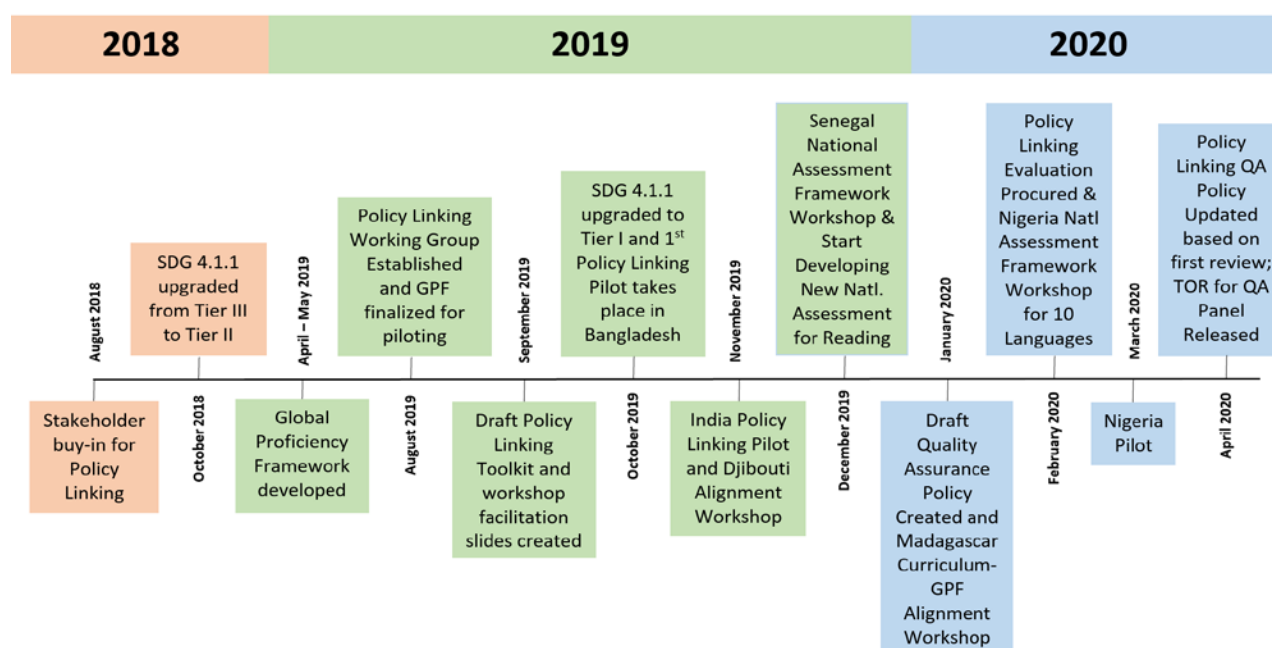 2018
2019
2020
August 2018
Stakeholder
buy-in for
Policy
Linking
SDG 4.1.1
upgraded
from Tier III
to Tier II
October 2018
April – May 2019
Global
Proficiency
Framework
developed
Policy Linking
Working Group
Established
and GPF
finalized for
piloting
August 2019
September 2019
Draft Policy
Linking
Toolkit and
workshop
facilitation
slides created
SDG 4.1.1
upgraded to
Tier I and 1st
Policy Linking
Pilot takes
place in
Bangladesh
October 2019
November 2019
India Policy
Linking Pilot
and Djibouti
Alignment
Workshop
Senegal
National
Assessment
Framework
Workshop &
Start
Developing
New Natl.
Assessment
for Reading
December 2019
January 2020
Draft
Quality
Assurance
Policy
Created and
Madagascar
Curriculum-
GPF
Alignment
Workshop
Policy
Linking
Evaluation
Procured &
Nigeria Natl
Assessment
Framework
Workshop
for 10
Languages
February 2020
March 2020
Nigeria
Pilot
Policy
Linking QA
Policy
Updated
based on
first review;
TOR for QA
Panel
Released
April 2020